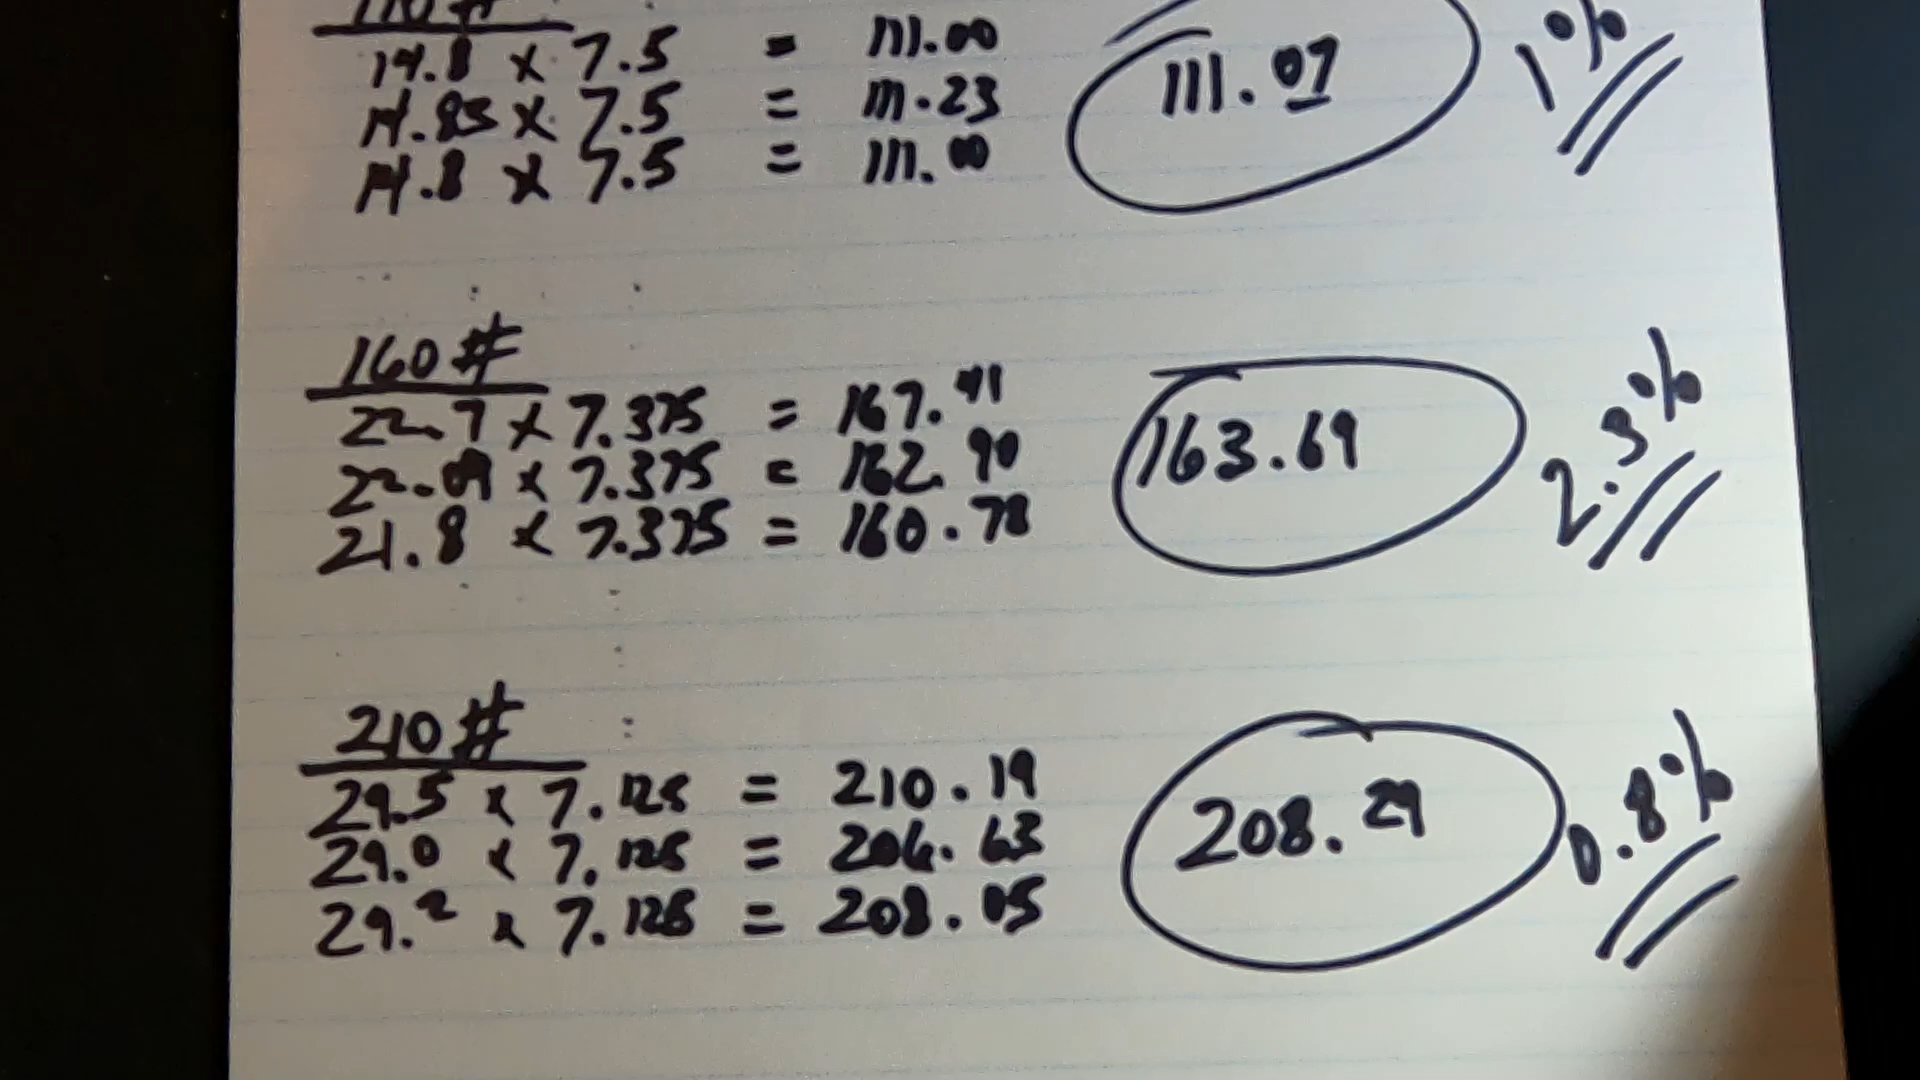 110#
14.8 x 7.5 = 111.00
14.83 x 7.5 = 111.23
14.8 x 7.5 = 111.00
111.07
1%
160#
22.7 x 7.375 = 167.41
22.09 x 7.375 = 162.90
21.8 x 7.375 = 160.78
163.69
2.3%
210#
29.5 x 7.125 = 210.19
29.0 x 7.125 = 206.63
29.2 x 7.125 = 208.05
208.29
0.8%